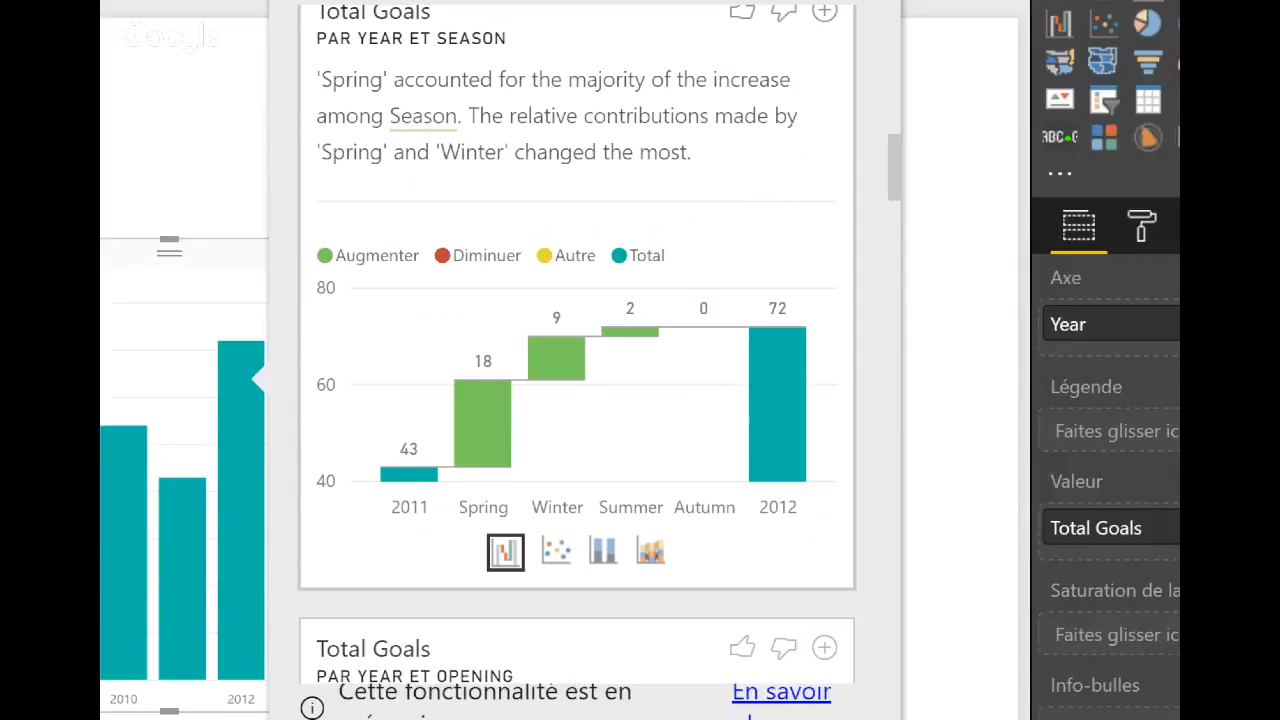 Google
Total Goals
PAR YEAR ET SEASON
'Spring' accounted for the majority of the increase
among Season. The relative contributions made by
'Spring' and 'Winter' changed the most.
Augmenter Diminuer Autre Total
80
60
40
43 18 9 2 0 72
2011 Spring Winter Summer Autumn 2012
Total Goals
PAR YEAR ET OPENING
Cette fonctionnalité est en
En savoir
2010 2012
Axe
Year
Légende
Faites glisser ic
Valeur
Total Goals
Saturation de la
Faites glisser ic
Info-bulles